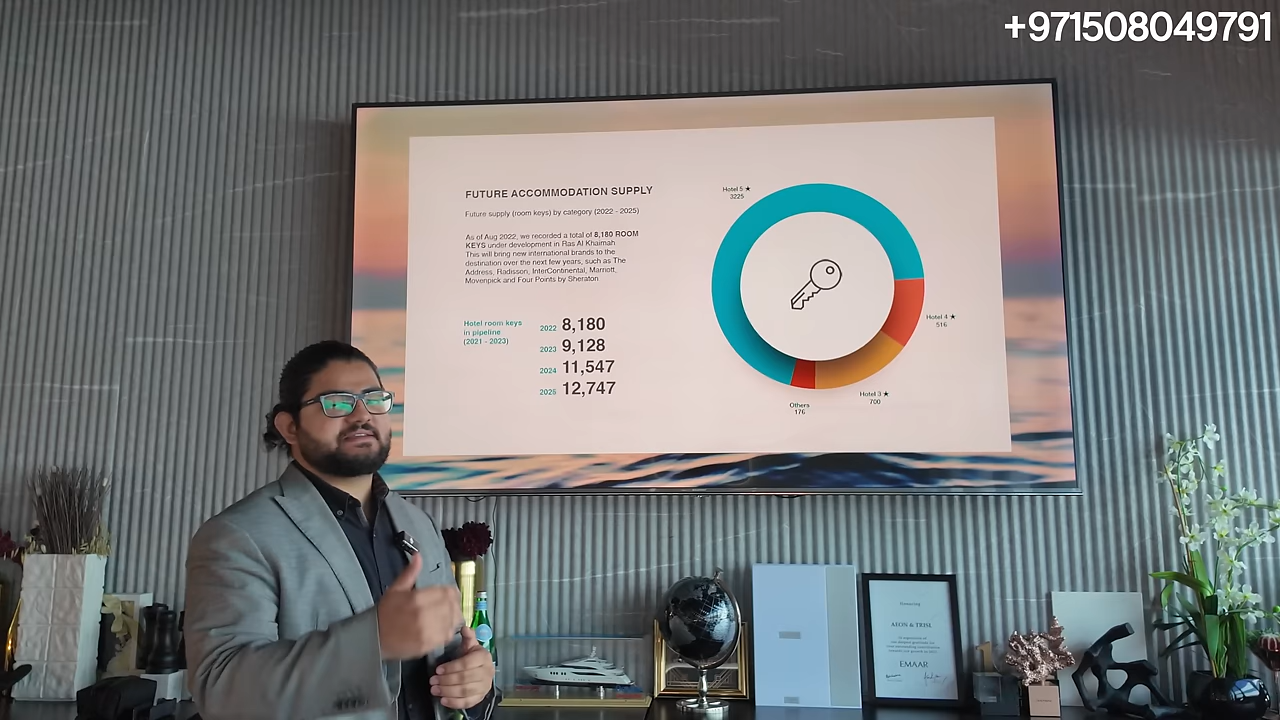 +971508049791
FUTURE ACCOMMODATION SUPPLY
Future supply (room keys) by category (2022 - 2025)
As of Aug 2022, we recorded a total of 8,180 ROOM
KEYS under development in Ras Al Khaimah
This will bring new international brands to the
destination over the next few years, such as The
Address, Radisson, InterContinental, Marriott,
Movenpick and Four Points by Sheraton
Hotel room keys
in pipeline
(2021 - 2023)
2022 8,180
2023 9,128
2024 11,547
2025 12,747
Hotel 5 ★
3225
Hotel 4 ★
516
Hotel 3 ★
700
Others
176
AEON & TRISL
EMAAR